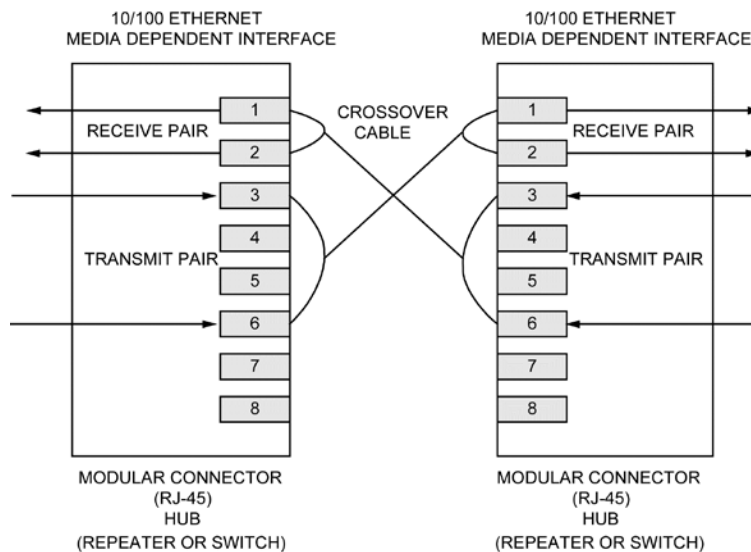 10/100 ETHERNET
MEDIA DEPENDENT INTERFACE
10/100 ETHERNET
MEDIA DEPENDENT INTERFACE
1
RECEIVE PAIR
2
3
4
TRANSMIT PAIR
5
6
7
8
CROSSOVER
CABLE
1
RECEIVE PAIR
2
3
4
TRANSMIT PAIR
5
6
7
8
MODULAR CONNECTOR
(RJ-45)
HUB
(REPEATER OR SWITCH)
MODULAR CONNECTOR
(RJ-45)
HUB
(REPEATER OR SWITCH)